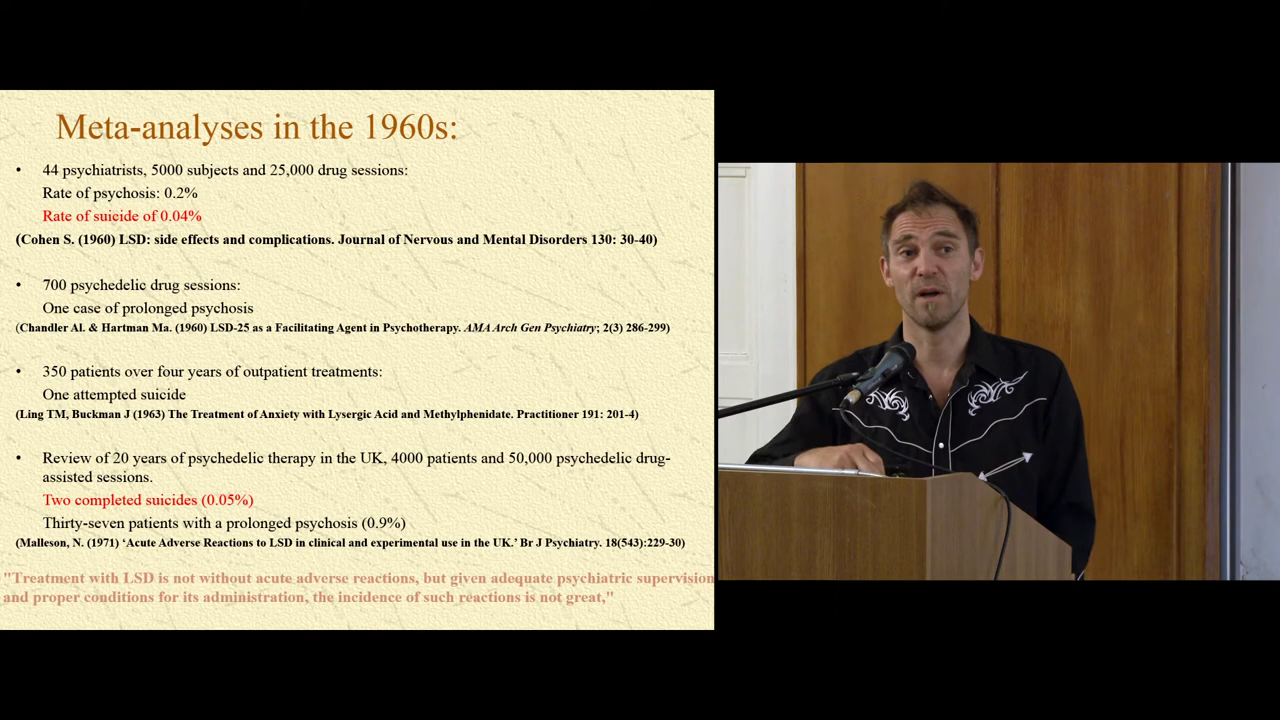 Meta-analyses in the 1960s:
• 44 psychiatrists, 5000 subjects and 25,000 drug sessions:
Rate of psychosis: 0.2%
Rate of suicide of 0.04%
(Cohen S. (1960) LSD: side effects and complications. Journal of Nervous and Mental Disorders 130: 30-40)
• 700 psychedelic drug sessions:
One case of prolonged psychosis
(Chandler Al. & Hartman Ma. (1960) LSD-25 as a Facilitating Agent in Psychotherapy. AMA Arch Gen Psychiatry; 2(3) 286-299)
• 350 patients over four years of outpatient treatments:
One attempted suicide
(Ling TM, Buckman J (1963) The Treatment of Anxiety with Lysergic Acid and Methylphenidate. Practitioner 191: 201-4)
• Review of 20 years of psychedelic therapy in the UK, 4000 patients and 50,000 psychedelic drug-
assisted sessions.
Two completed suicides (0.05%)
Thirty-seven patients with a prolonged psychosis (0.9%)
(Malleson, N. (1971) ‘Acute Adverse Reactions to LSD in clinical and experimental use in the UK.’ Br J Psychiatry. 18(543):229-30)
"Treatment with LSD is not without acute adverse reactions, but given adequate psychiatric supervision
and proper conditions for its administration, the incidence of such reactions is not great,"